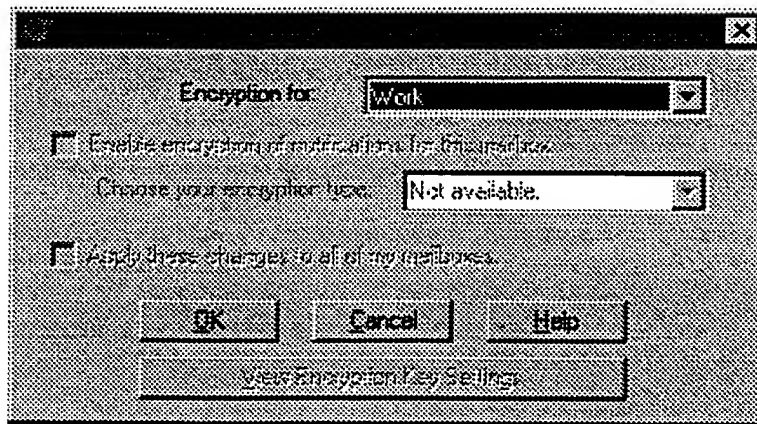 Encryption for: Work
Enable encryption of notifications for this mailbox.
Choose your encryption type: Not available.
Apply these changes to all of my mailboxes.
OK Cancel Help
View Encryption Key Settings